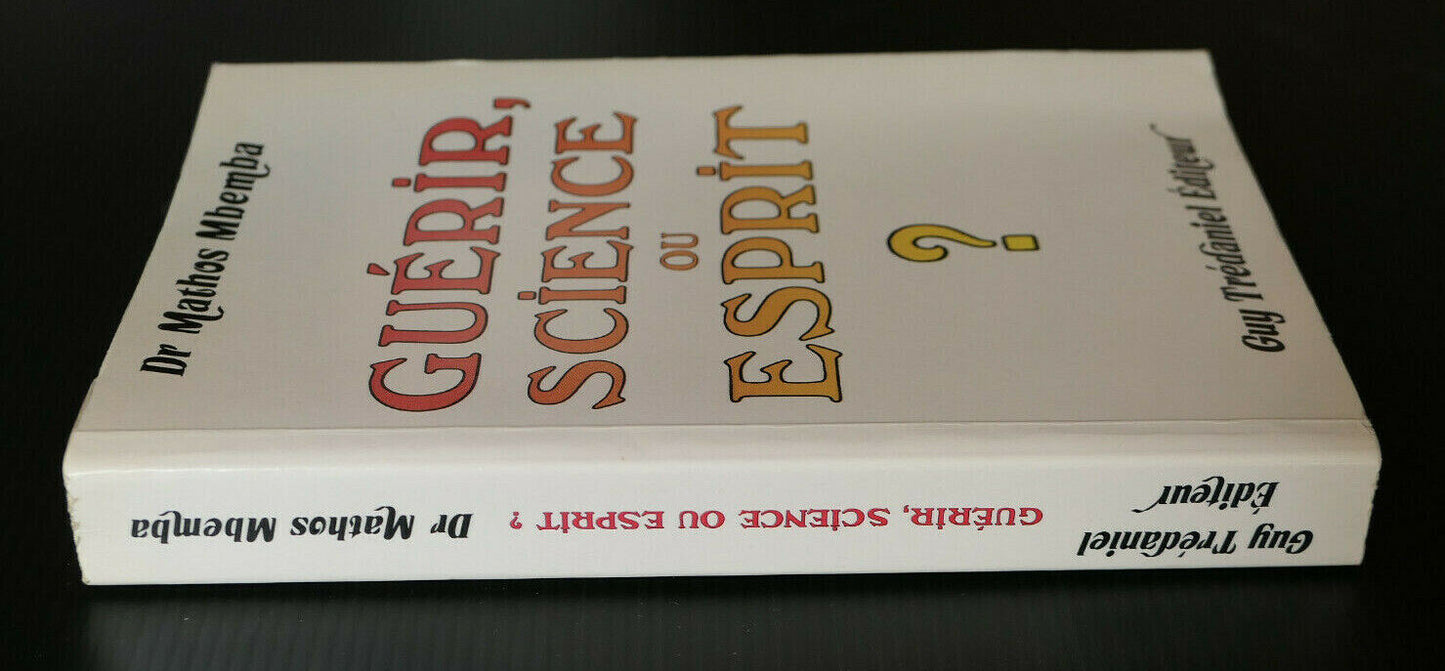 Dr Mathos Mbemba
GUÉRIR,
SCIENCE
OU
ESPRIT
?
Guy Trédaniel Éditeur
Guy Trédaniel
Éditeur
GUÉRIR, SCIENCE OU ESPRIT ?
Dr Mathos Mbemba